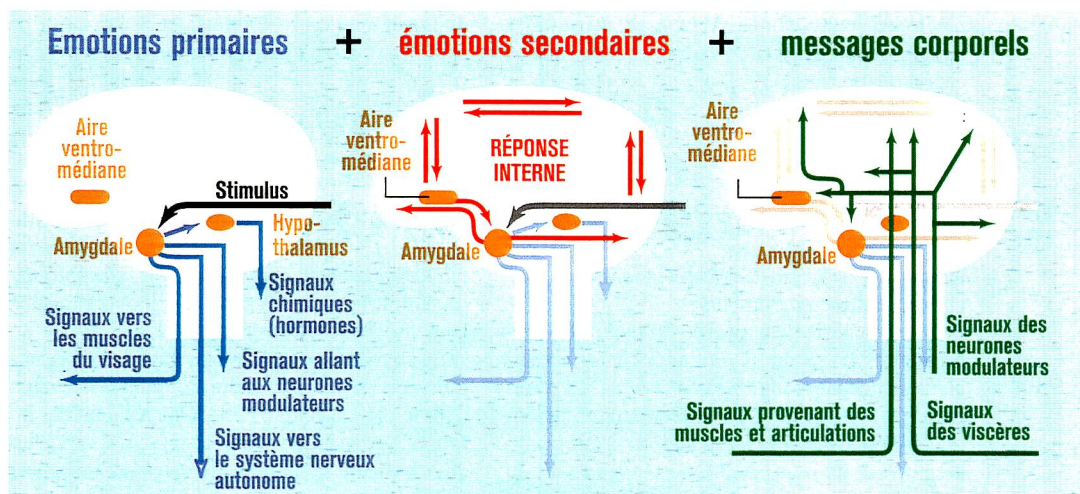 Emotions primaires + émotions secondaires + messages corporels
Aire
ventro-
médiane
Stimulus
Amygdale
Hypo-
thalamus
Signaux
chimiques
(hormones)
Signaux vers
les muscles
du visage
Signaux allant
aux neurones
modulateurs
Signaux vers
le système nerveux
autonome
Aire
ventro-
médiane
RÉPONSE
INTERNE
Amygdale
Aire
ventro-
médiane
Amygdale
Signaux des
neurones
modulateurs
Signaux provenant des
muscles et articulations
Signaux
des viscères